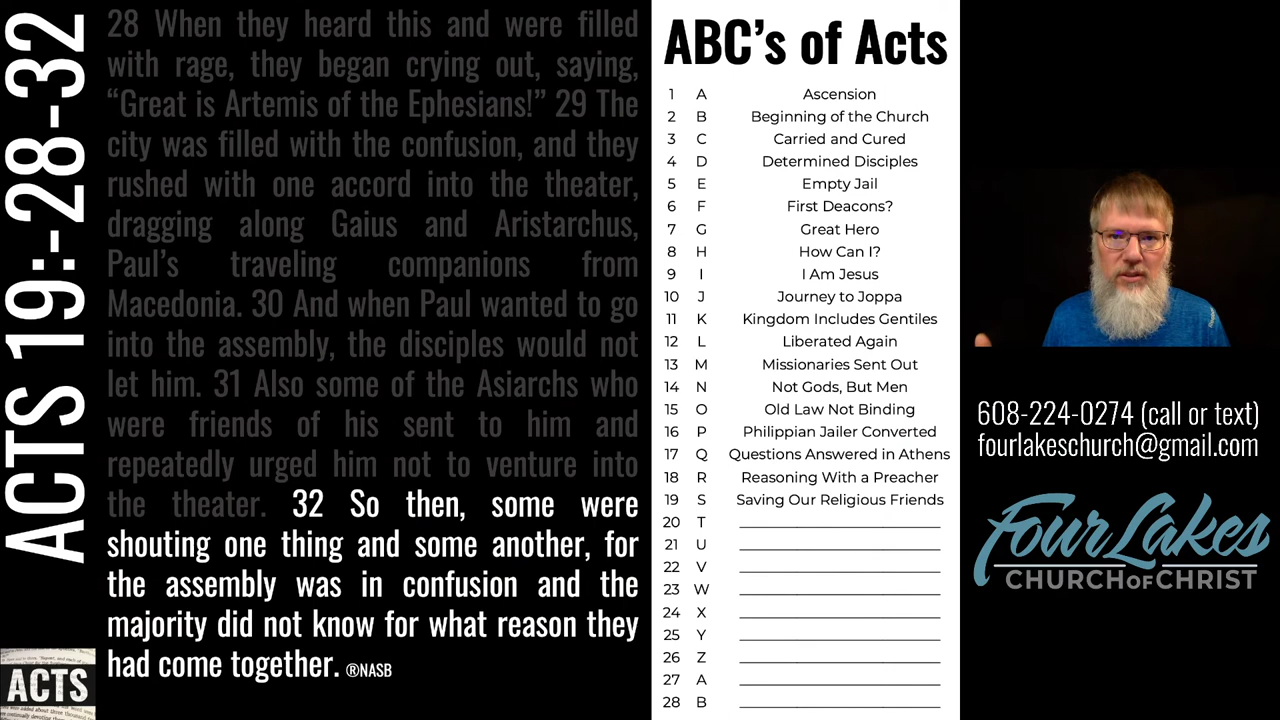 ACTS 19:-28-32
28 When they heard this and were filled
with rage, they began crying out, saying,
“Great is Artemis of the Ephesians!” 29 The
city was filled with the confusion, and they
rushed with one accord into the theater,
dragging along Gaius and Aristarchus,
Paul’s traveling companions from
Macedonia. 30 And when Paul wanted to go
into the assembly, the disciples would not
let him. 31 Also some of the Asiarchs who
were friends of his sent to him and
repeatedly urged him not to venture into
the theater. 32 So then, some were
shouting one thing and some another, for
the assembly was in confusion and the
majority did not know for what reason they
had come together. ®NASB
ACTS
ABC’s of Acts
1 A Ascension
2 B Beginning of the Church
3 C Carried and Cured
4 D Determined Disciples
5 E Empty Jail
6 F First Deacons?
7 G Great Hero
8 H How Can I?
9 I I Am Jesus
10 J Journey to Joppa
11 K Kingdom Includes Gentiles
12 L Liberated Again
13 M Missionaries Sent Out
14 N Not Gods, But Men
15 O Old Law Not Binding
16 P Philippian Jailer Converted
17 Q Questions Answered in Athens
18 R Reasoning With a Preacher
19 S Saving Our Religious Friends
20 T
21 U
22 V
23 W
24 X
25 Y
26 Z
27 A
28 B
608-224-0274 (call or text)
fourlakeschurch@gmail.com
Four Lakes
CHURCH OF CHRIST